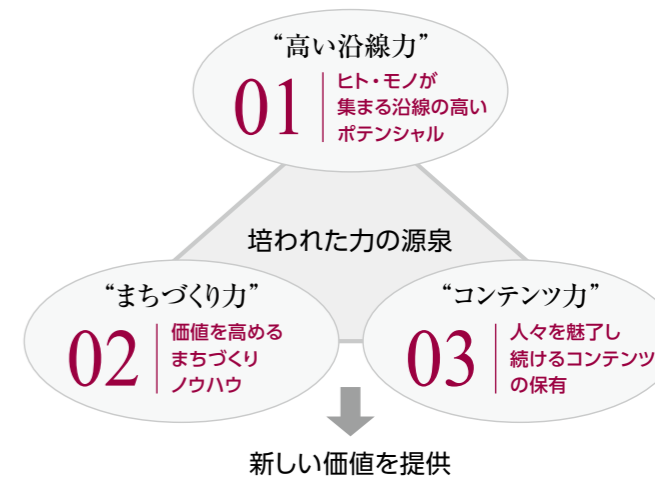 “高い沿線力”
01
ヒト・モノが
集まる沿線の高い
ポテンシャル
培われた力の源泉
“まちづくり力”
02
価値を高める
まちづくり
ノウハウ
“コンテンツ力”
03
人々を魅了し
続けるコンテンツ
の保有
新しい価値を提供